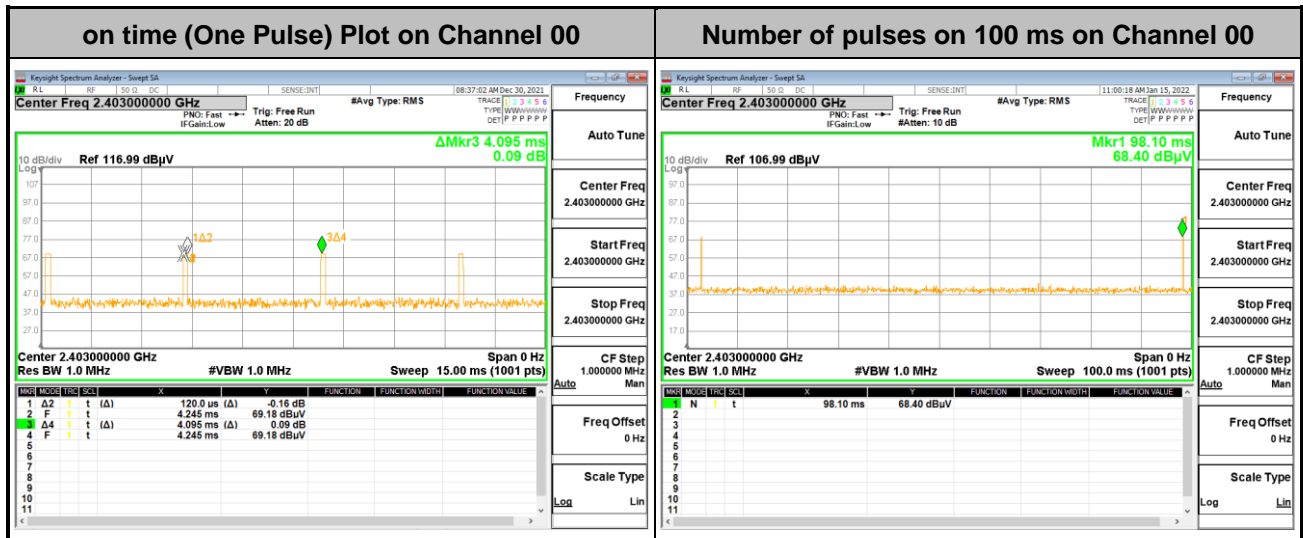 on time (One Pulse) Plot on Channel 00
Keysight Spectrum Analyzer - Swept SA
RL RF 50 Ω DC SENSE:INT 08:37:02 AM Dec 30, 2021
Center Freq 2.403000000 GHz
#Avg Type: RMS
TRACE 1 2 3 4 5 6
TYPE WWWWWW
DET P P P P P P
PNO: Fast
IFGain:Low
Trig: Free Run
Atten: 20 dB
ΔMkr3 4.095 ms
0.09 dB
10 dB/div Ref 116.99 dBµV
Log
107
97.0
87.0
77.0
67.0
57.0
47.0
37.0
27.0
1Δ2
3Δ4
Center 2.403000000 GHz Span 0 Hz
Res BW 1.0 MHz #VBW 1.0 MHz Sweep 15.00 ms (1001 pts)
MKR MODE TRC SCL X Y FUNCTION FUNCTION WIDTH FUNCTION VALUE
1 Δ2 1 t (Δ) 120.0 µs (Δ) -0.16 dB
2 F 1 t 4.245 ms 69.18 dBµV
3 Δ4 1 t (Δ) 4.095 ms (Δ) 0.09 dB
4 F 1 t 4.245 ms 69.18 dBµV
5
6
7
8
9
10
11
Frequency
Auto Tune
Center Freq
2.403000000 GHz
Start Freq
2.403000000 GHz
Stop Freq
2.403000000 GHz
CF Step
1.000000 MHz
Auto Man
Freq Offset
0 Hz
Scale Type
Log Lin
Number of pulses on 100 ms on Channel 00
Keysight Spectrum Analyzer - Swept SA
RL RF 50 Ω DC SENSE:INT 11:00:18 AM Jan 15, 2022
Center Freq 2.403000000 GHz
#Avg Type: RMS
TRACE 1 2 3 4 5 6
TYPE WWWWWW
DET P P P P P P
PNO: Fast
IFGain:Low
Trig: Free Run
#Atten: 10 dB
Mkr1 98.10 ms
68.40 dBµV
10 dB/div Ref 106.99 dBµV
Log
97.0
87.0
77.0
67.0
57.0
47.0
37.0
27.0
17.0
Center 2.403000000 GHz Span 0 Hz
Res BW 1.0 MHz #VBW 1.0 MHz Sweep 100.0 ms (1001 pts)
MKR MODE TRC SCL X Y FUNCTION FUNCTION WIDTH FUNCTION VALUE
1 N 1 t 98.10 ms 68.40 dBµV
2
3
4
5
6
7
8
9
10
11
Frequency
Auto Tune
Center Freq
2.403000000 GHz
Start Freq
2.403000000 GHz
Stop Freq
2.403000000 GHz
CF Step
1.000000 MHz
Auto Man
Freq Offset
0 Hz
Scale Type
Log Lin